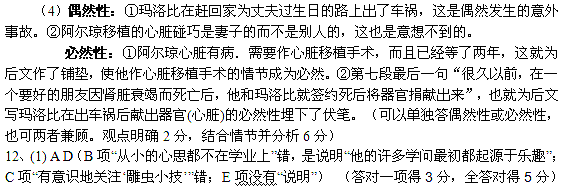 （4）偶然性：①玛洛比在赶回家为丈夫过生日的路上出了车祸，这是偶然发生的意外
事故。②阿尔琼移植的心脏碰巧是妻子的而不是别人的，这也是意想不到的。
必然性：①阿尔琼心脏有病．需要作心脏移植手术，而且已经等了两年，这就为
后文作了铺垫，使他作心脏移植手术的情节成为必然。②第七段最后一句“很久以前，在一
个要好的朋友因肾脏衰竭而死亡后，他和玛洛比就签约死后将器官捐献出来”，也就为后文
写玛洛比在出车祸后献出器官(心脏)的必然性埋下了伏笔。（可以单独答偶然性或必然性，
也可两者兼顾。观点明确 2 分，结合情节并分析 6 分）
12、(1) A D（B 项“从小的心思都不在学业上”错，是说明“他的许多学问最初都起源于乐趣”；
C 项“有意识地关注‘雕虫小技’”错；E 项没有“说明”）（答对一项得 3 分，全答对得 5 分）